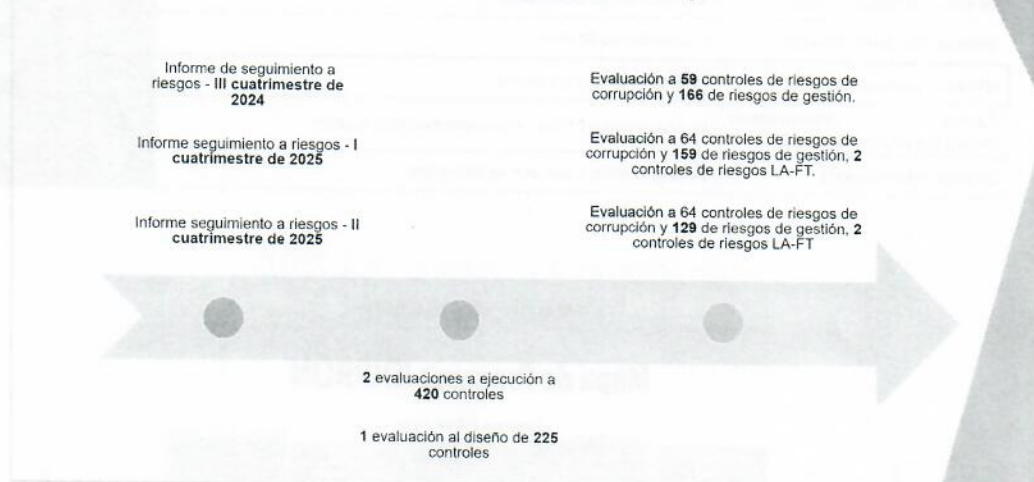 Informe de seguimiento a
riesgos - III cuatrimestre de
2024
Evaluación a 59 controles de riesgos de
corrupción y 166 de riesgos de gestión.
Informe seguimiento a riesgos - I
cuatrimestre de 2025
Evaluación a 64 controles de riesgos de
corrupción y 159 de riesgos de gestión, 2
controles de riesgos LA-FT.
Informe seguimiento a riesgos - II
cuatrimestre de 2025
Evaluación a 64 controles de riesgos de
corrupción y 129 de riesgos de gestión, 2
controles de riesgos LA-FT
2 evaluaciones a ejecución a
420 controles
1 evaluación al diseño de 225
controles